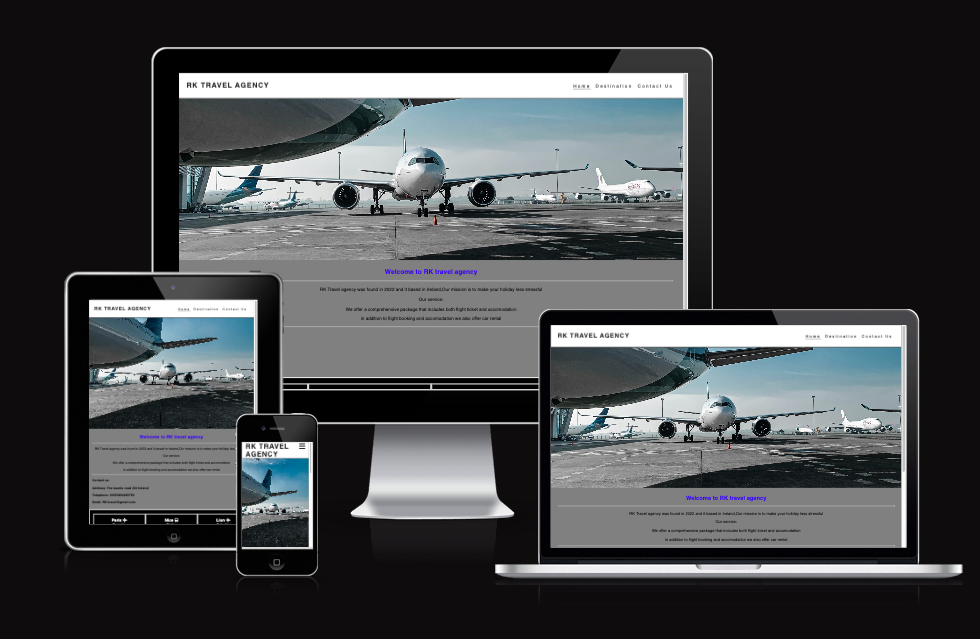 RK TRAVEL AGENCY
Home Destination Contact Us
Welcome to RK travel agency
RK Travel agency was found in 2022 and it based in Ireland,Our mission is to make your holiday less stressful
Our service:
We offer a comprehensive package that includes both flight ticket and accomodation
in addition to flight booking and accomodation we also offer car rental
RK TRAVEL AGENCY
Home Destination Contact Us
Welcome to RK travel agency
RK Travel agency was found in 2022 and it based in Ireland,Our mission is to make your holiday less
Our service:
We offer a comprehensive package that includes both flight ticket and accomodation
in addition to flight booking and accomodation we also offer car rental
Contact us
Paris
Nice
Lion
RK TRAVEL
AGENCY
RK TRAVEL AGENCY
Home Destination Contact Us
Welcome to RK travel agency
RK Travel agency was found in 2022 and it based in Ireland,Our mission is to make your holiday less stressful
Our service:
We offer a comprehensive package that includes both flight ticket and accomodation
in addition to flight booking and accomodation we also offer car rental